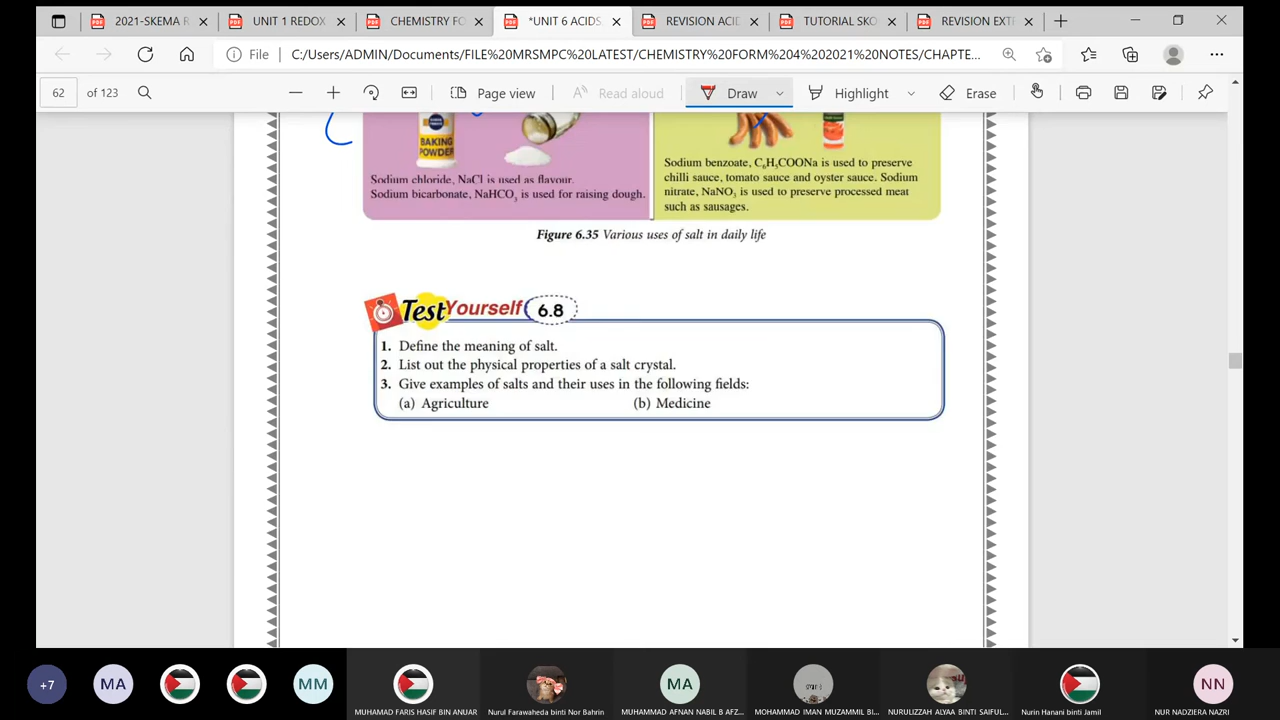 2021-SKEMA R
UNIT 1 REDOX
CHEMISTRY FO
*UNIT 6 ACIDS
REVISION ACID
TUTORIAL SKO
REVISION EXTE
File
C:/Users/ADMIN/Documents/FILE%20MRSMPC%20LATEST/CHEMISTRY%20FORM%204%202021%20NOTES/CHAPTE...
62 of 123
Page view
Read aloud
Draw
Highlight
Erase
BAKING
POWDER
Sodium chloride, NaCl is used as flavour.
Sodium bicarbonate, NaHCO₃ is used for raising dough.
Sodium benzoate, C₆H₅COONa is used to preserve
chilli sauce, tomato sauce and oyster sauce. Sodium
nitrate, NaNO₃ is used to preserve processed meat
such as sausages.
Figure 6.35 Various uses of salt in daily life
Test Yourself 6.8
1. Define the meaning of salt.
2. List out the physical properties of a salt crystal.
3. Give examples of salts and their uses in the following fields:
(a) Agriculture (b) Medicine
+7
MA
MM
MA
NN
MUHAMAD FARIS HASIF BIN ANUAR
Nurul Farawaheda binti Nor Bahrin
MUHAMMAD AFNAN NABIL B AFZ...
MOHAMMAD IMAN MUZAMMIL BI...
NURULIZZAH ALYAA BINTI SAIFUL...
Nurin Hanani binti Jamil
NUR NADZIERA NAZRI